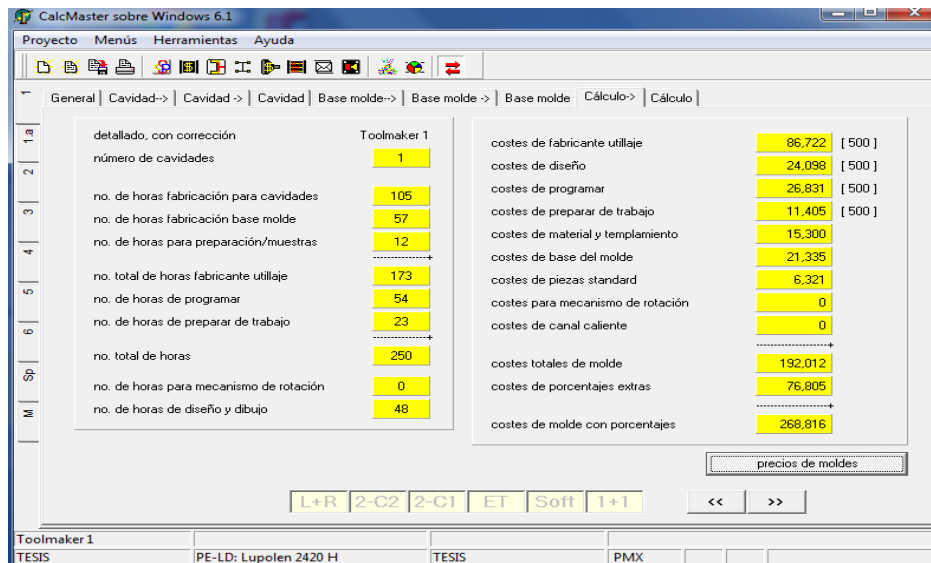 CalcMaster sobre Windows 6.1
Proyecto Menús Herramientas Ayuda
General Cavidad--> Cavidad -> Cavidad Base molde--> Base molde -> Base molde Cálculo-> Cálculo
1
1.a
2
3
4
5
6
Sp
M
detallado, con corrección Toolmaker 1
número de cavidades 1
no. de horas fabricación para cavidades 105
no. de horas fabricación base molde 57
no. de horas para preparación/muestras 12
---------------+
no. total de horas fabricante utillaje 173
no. de horas de programar 54
no. de horas de preparar de trabajo 23
---------------+
no. total de horas 250
no. de horas para mecanismo de rotación 0
no. de horas de diseño y dibujo 48
costes de fabricante utillaje 86,722 [ 500 ]
costes de diseño 24,098 [ 500 ]
costes de programar 26,831 [ 500 ]
costes de preparar de trabajo 11,405 [ 500 ]
costes de material y templamiento 15,300
costes de base del molde 21,335
costes de piezas standard 6,321
costes para mecanismo de rotación 0
costes de canal caliente 0
-------------------+
costes totales de molde 192,012
costes de porcentajes extras 76,805
-------------------+
costes de molde con porcentajes 268,816
precios de moldes
L+R 2-C2 2-C1 ET Soft 1+1 << >>
Toolmaker 1
TESIS PE-LD: Lupolen 2420 H TESIS PMX